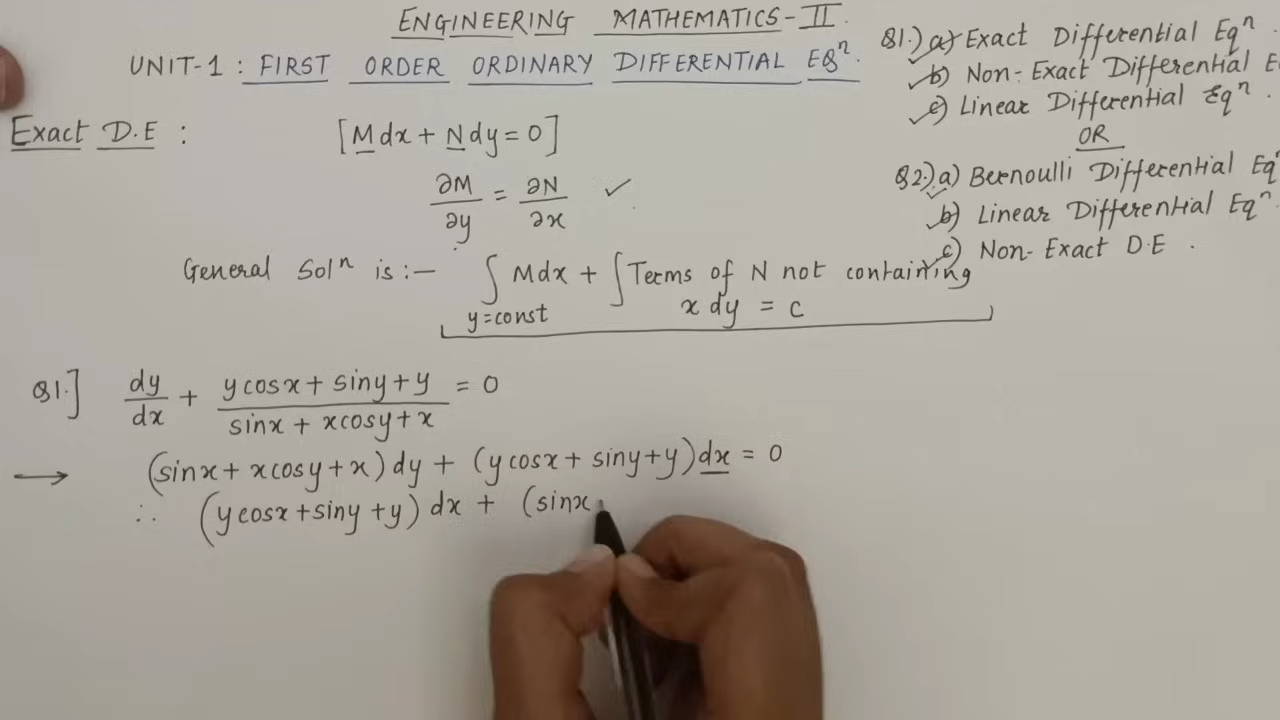 ENGINEERING MATHEMATICS-II.
UNIT-1 : FIRST ORDER ORDINARY DIFFERENTIAL EQⁿ.
Exact D.E :
[Mdx + Ndy = 0]
∂M/∂y = ∂N/∂x ✓
General Solⁿ is :- ∫ Mdx + ∫ Terms of N not containing
y=const x dy = c
Q1.) a) Exact Differential Eqⁿ.
b) Non-Exact Differential
c) Linear Differential Eqⁿ.
OR
Q2.) a) Bernoulli Differential Eqⁿ
b) Linear Differential Eqⁿ.
c) Non-Exact D.E.
Q1.] dy/dx + (ycosx + siny + y)/(sinx + xcosy + x) = 0
→ (sinx + xcosy + x) dy + (ycosx + siny + y) dx = 0
∴ (ycosx + siny + y) dx + (sinx